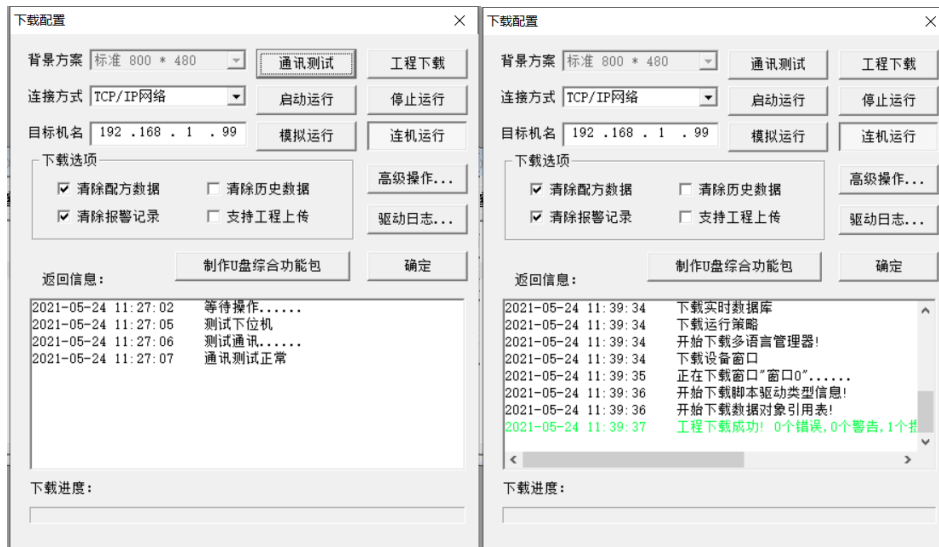 下载配置
背景方案 标准 800 * 480 通讯测试 工程下载
连接方式 TCP/IP网络 启动运行 停止运行
目标机名 192 .168 . 1 . 99 模拟运行 连机运行
下载选项
清除配方数据 清除历史数据 高级操作...
清除报警记录 支持工程上传 驱动日志...
制作U盘综合功能包 确定
返回信息:
2021-05-24 11:27:02 等待操作......
2021-05-24 11:27:05 测试下位机
2021-05-24 11:27:06 测试通讯......
2021-05-24 11:27:07 通讯测试正常
下载进度:
下载配置
背景方案 标准 800 * 480 通讯测试 工程下载
连接方式 TCP/IP网络 启动运行 停止运行
目标机名 192 .168 . 1 . 99 模拟运行 连机运行
下载选项
清除配方数据 清除历史数据 高级操作...
清除报警记录 支持工程上传 驱动日志...
制作U盘综合功能包 确定
返回信息:
2021-05-24 11:39:34 下载实时数据库
2021-05-24 11:39:34 下载运行策略
2021-05-24 11:39:34 开始下载多语言管理器!
2021-05-24 11:39:34 下载设备窗口
2021-05-24 11:39:35 正在下载窗口"窗口0"......
2021-05-24 11:39:36 开始下载脚本驱动类型信息!
2021-05-24 11:39:36 开始下载数据对象引用表!
2021-05-24 11:39:37 工程下载成功! 0个错误,0个警告,1个
下载进度: